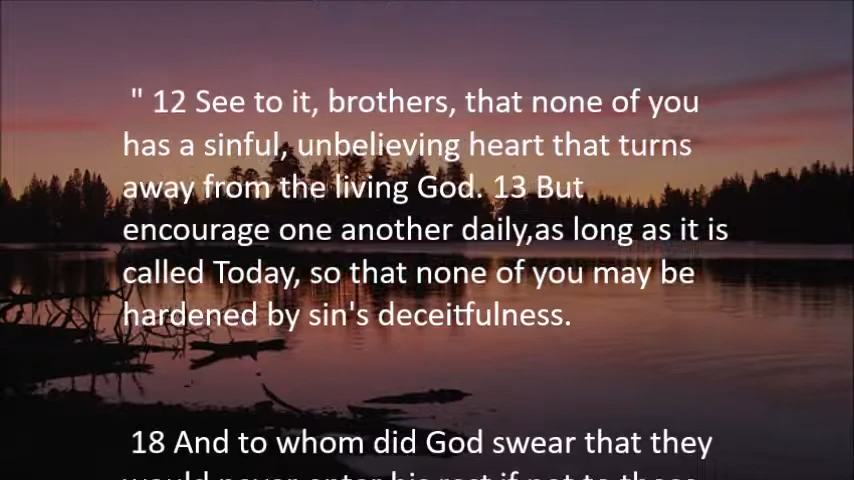 " 12 See to it, brothers, that none of you
has a sinful, unbelieving heart that turns
away from the living God. 13 But
encourage one another daily,as long as it is
called Today, so that none of you may be
hardened by sin's deceitfulness.
18 And to whom did God swear that they
would never enter his rest if not to those